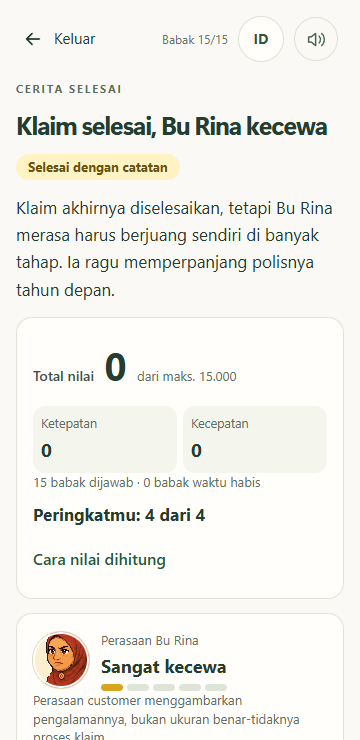 Keluar
Babak 15/15
ID
CERITA SELESAI
Klaim selesai, Bu Rina kecewa
Selesai dengan catatan
Klaim akhirnya diselesaikan, tetapi Bu Rina
merasa harus berjuang sendiri di banyak
tahap. Ia ragu memperpanjang polisnya
tahun depan.
Total nilai 0 dari maks. 15.000
Ketepatan
0
Kecepatan
0
15 babak dijawab · 0 babak waktu habis
Peringkatmu: 4 dari 4
Cara nilai dihitung
Perasaan Bu Rina
Sangat kecewa
Perasaan customer menggambarkan
pengalamannya, bukan ukuran benar-tidaknya
proses klaim.